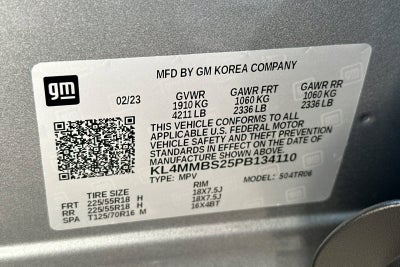 gm
MFD BY GM KOREA COMPANY
02/23 GVWR GAWR FRT GAWR RR
1910 KG 1060 KG 1060 KG
4211 LB 2336 LB 2336 LB
THIS VEHICLE CONFORMS TO ALL
APPLICABLE U.S. FEDERAL MOTOR
VEHICLE SAFETY AND THEFT PREVENTION
STANDARDS IN EFFECT ON THE DATE OF
MANUFACTURE SHOWN ABOVE.
KL4MMBS25PB134110
TYPE: MPV MODEL: 504TR06
TIRE SIZE RIM
FRT 225/55R18 H 18X7.5J
RR 225/55R18 H 18X7.5J
SPA T125/70R16 M 16X4BT